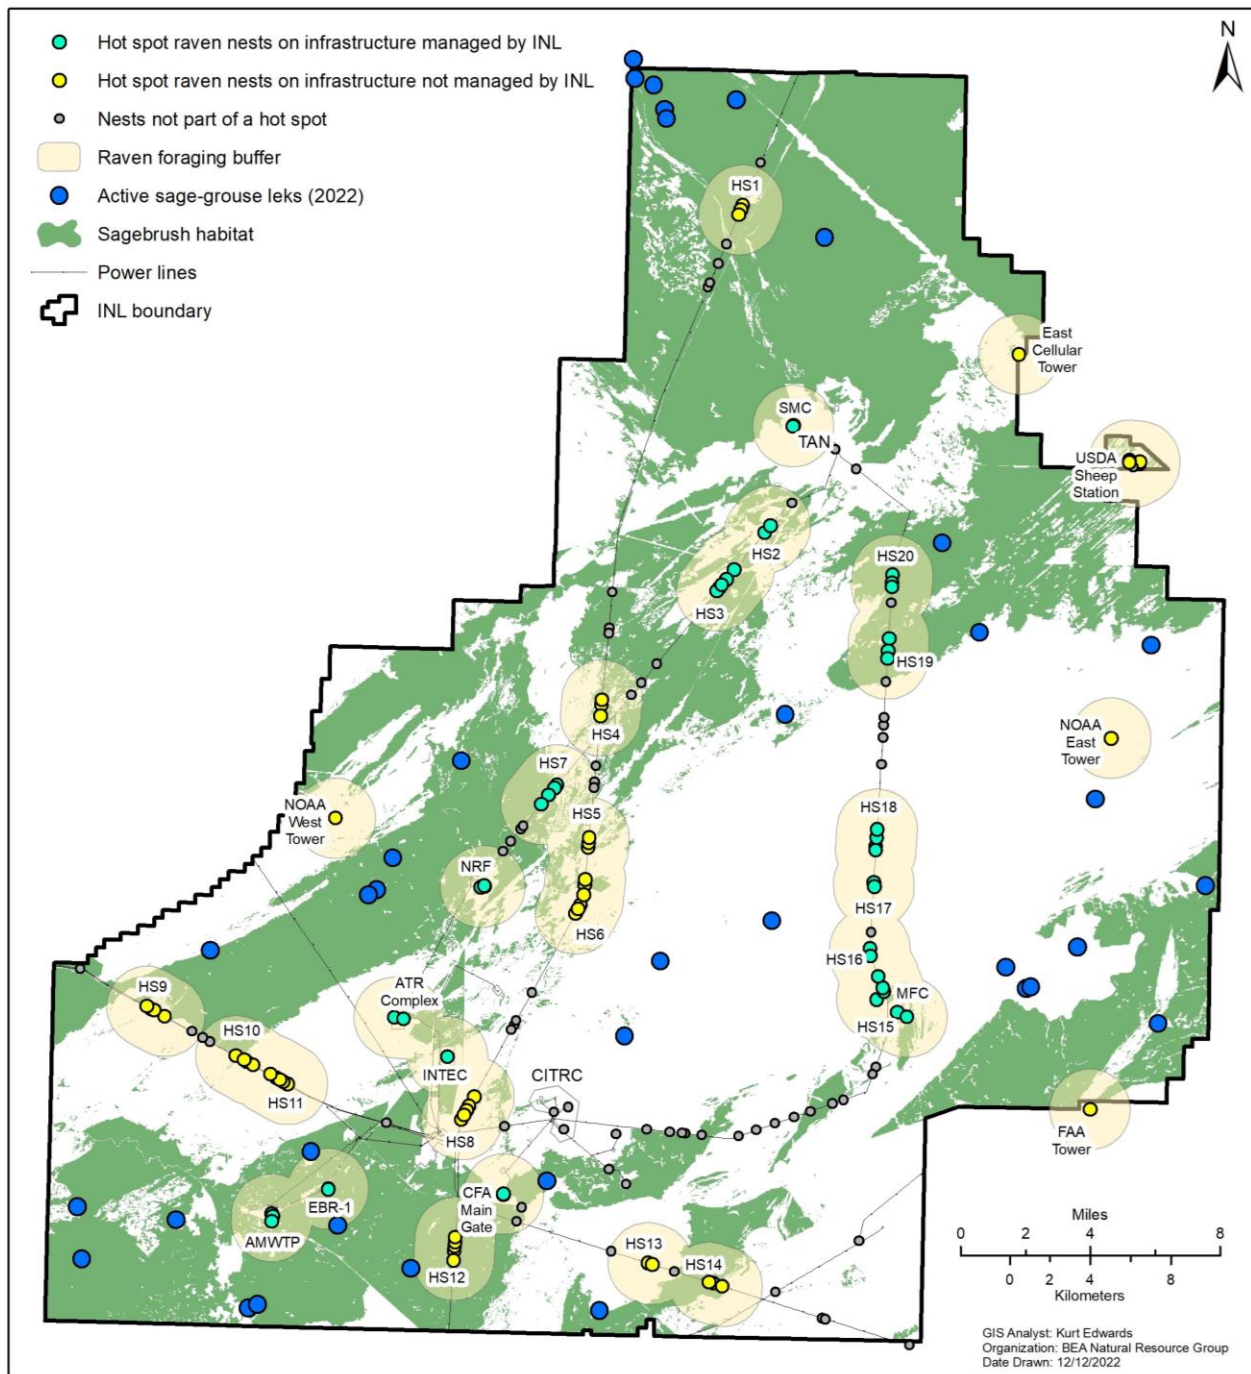 Hot spot raven nests on infrastructure managed by INL
Hot spot raven nests on infrastructure not managed by INL
Nests not part of a hot spot
Raven foraging buffer
Active sage-grouse leks (2022)
Sagebrush habitat
Power lines
INL boundary
N
HS1
East
Cellular
Tower
SMC
TAN
USDA
Sheep
Station
HS2
HS20
HS3
HS19
HS4
NOAA
East
Tower
HS7
NOAA
West
Tower
HS5
HS18
NRF
HS17
HS6
HS16
ATR
Complex
HS9
MFC
HS15
HS10
INTEC
CITRC
HS11
HS8
FAA
Tower
CFA
Main
Gate
EBR-1
AMWTP
HS12
HS13
HS14
Miles
0 2 4 6 8
0 2 4 8
Kilometers
GIS Analyst: Kurt Edwards
Organization: BEA Natural Resource Group
Date Drawn: 12/12/2022